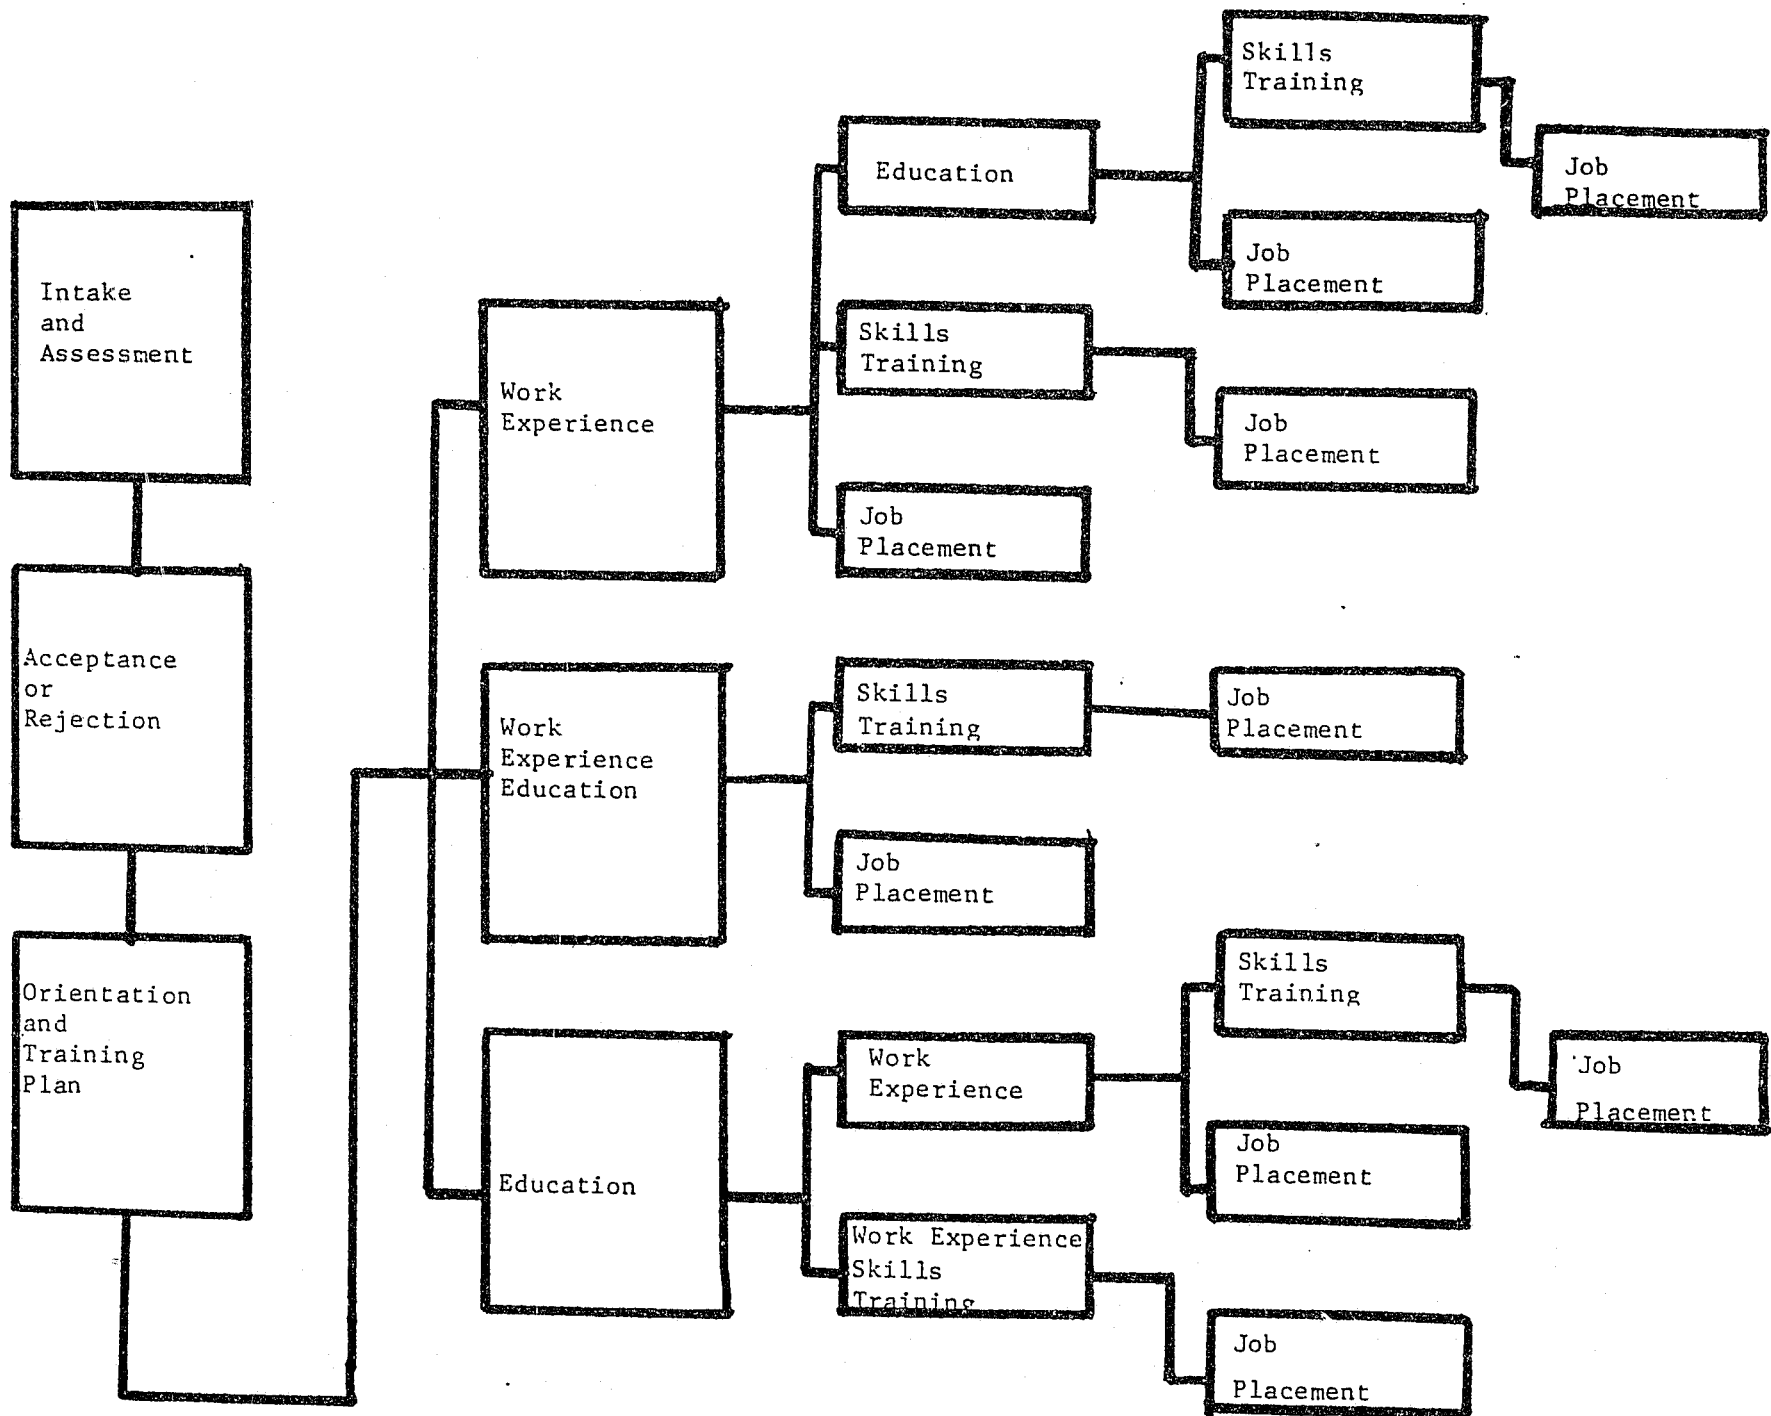 Intake
and
Assessment
Acceptance
or
Rejection
Orientation
and
Training
Plan
Work
Experience
Education
Skills
Training
Job
Placement
Job
Placement
Skills
Training
Job
Placement
Job
Placement
Work
Experience
Education
Skills
Training
Job
Placement
Job
Placement
Education
Work
Experience
Skills
Training
Job
Placement
Job
Placement
Work Experience
Skills
Training
Job
Placement